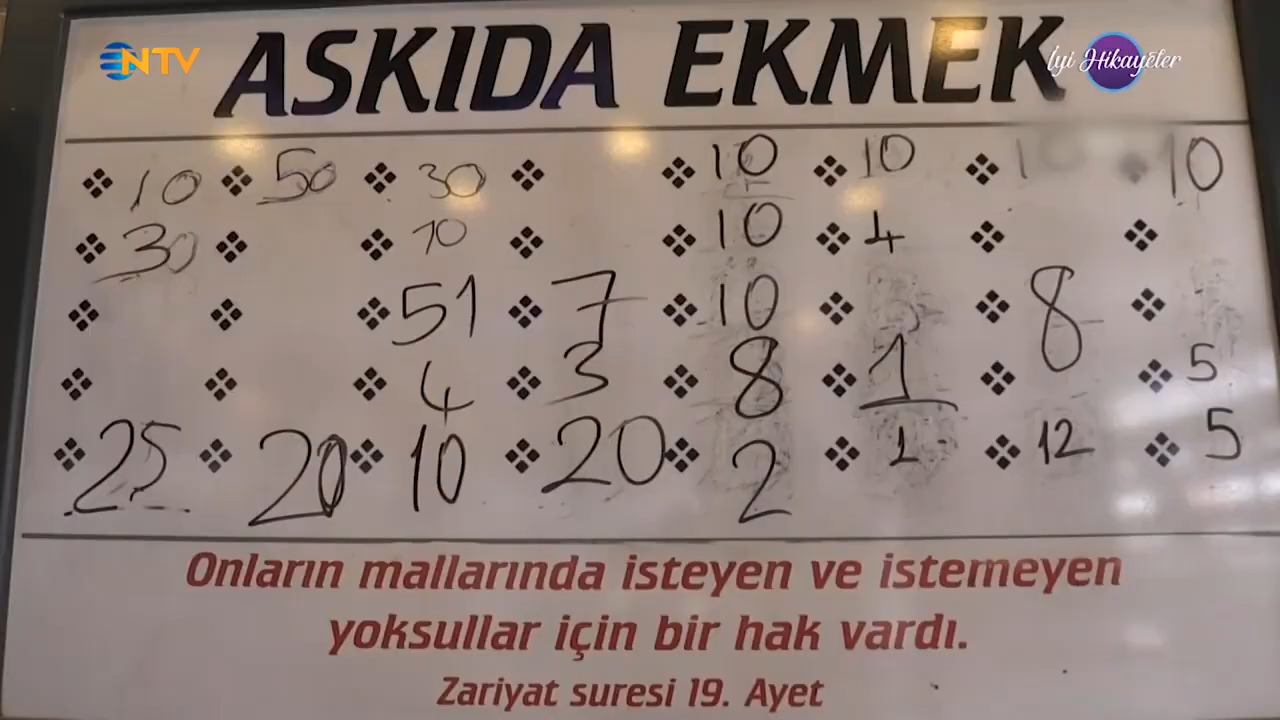 NTV
ASKIDA EKMEK
İyi Hikayeler
10 50 30 10 10 10 10
30 10 10 4
51 7 10 8
4 3 8 1 5
25 20 10 20 2 1 12 5
Onların mallarında isteyen ve istemeyen
yoksullar için bir hak vardı.
Zariyat suresi 19. Ayet